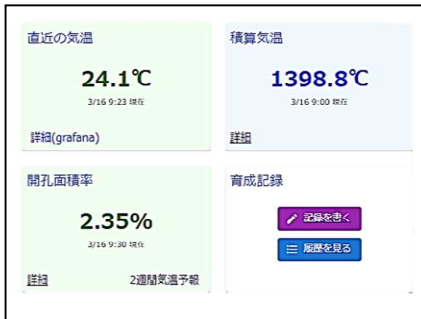 直近の気温
24.1℃
3/16 9:23 現在
詳細(grafana)
積算気温
1398.8℃
3/16 9:00 現在
詳細
開孔面積率
2.35%
3/16 9:30 現在
詳細
2週間気温予報
育成記録
記録を書く
履歴を見る